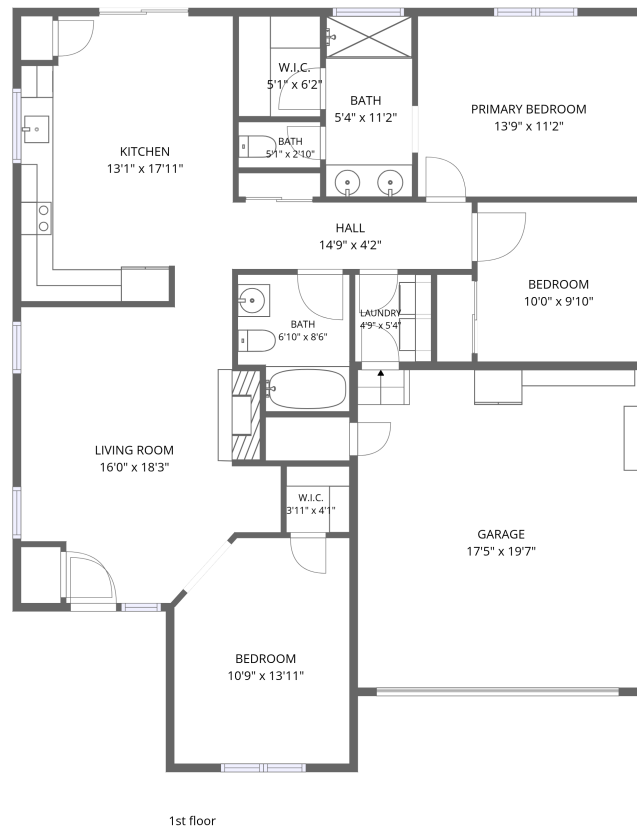 W.I.C.
5'1" x 6'2"
BATH
5'4" x 11'2"
PRIMARY BEDROOM
13'9" x 11'2"
KITCHEN
13'1" x 17'11"
BATH
5'1" x 2'10"
HALL
14'9" x 4'2"
BEDROOM
10'0" x 9'10"
BATH
6'10" x 8'6"
LAUNDRY
4'9" x 5'4"
LIVING ROOM
16'0" x 18'3"
W.I.C.
3'11" x 4'1"
GARAGE
17'5" x 19'7"
BEDROOM
10'9" x 13'11"
1st floor